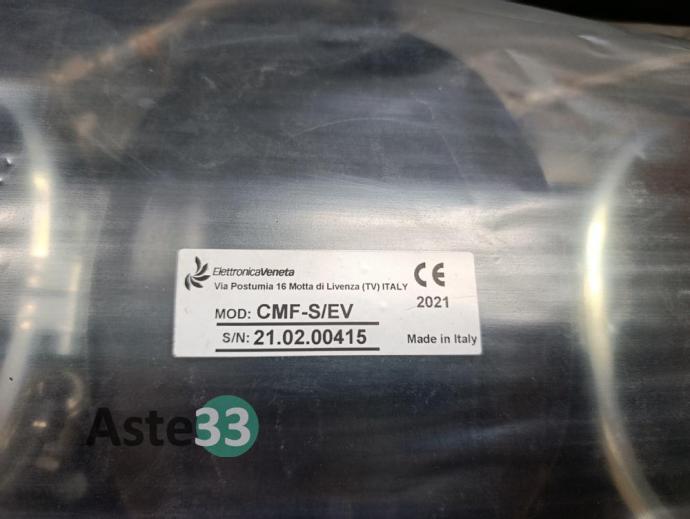 ElettronicaVeneta
Via Postumia 16 Motta di Livenza (TV) ITALY
CE
2021
MOD: CMF-S/EV
S/N: 21.02.00415
Made in Italy
Aste33